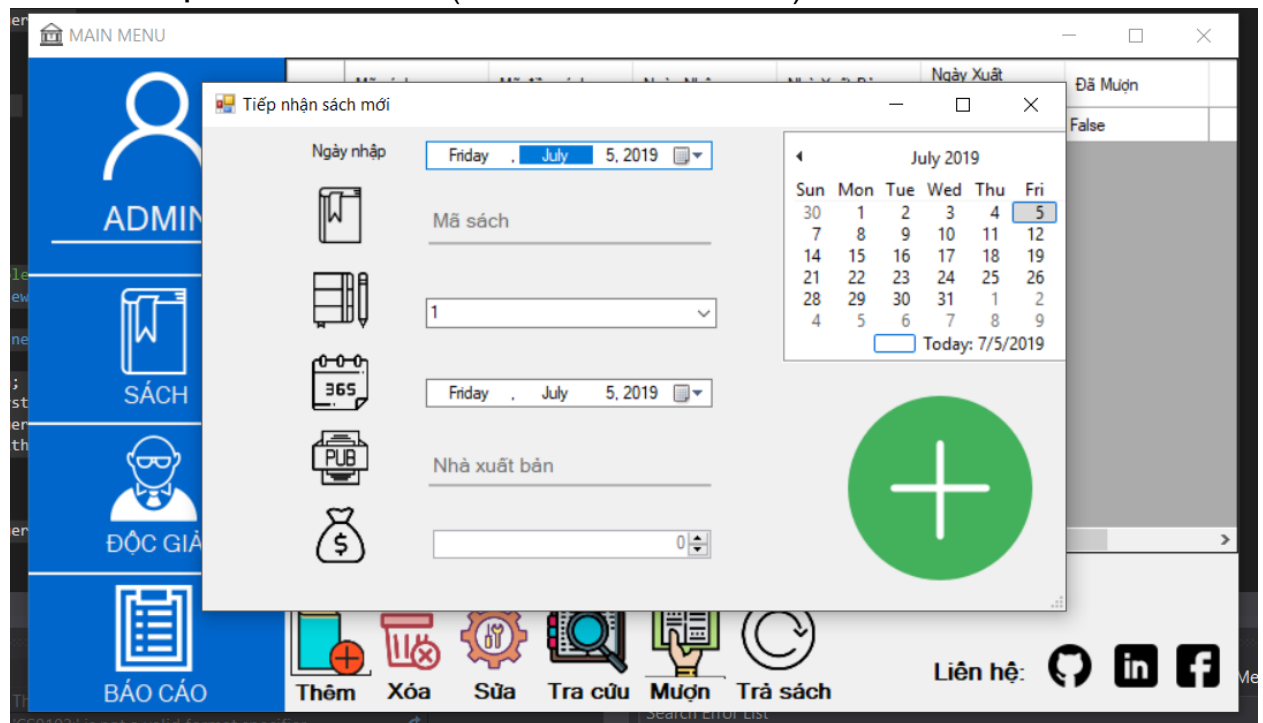 MAIN MENU
Ngày Xuất
Đã Mượn
False
ADMIN
SÁCH
ĐỘC GIẢ
BÁO CÁO
Tiếp nhận sách mới
Ngày nhập
Friday , July 5, 2019
Mã sách
1
365
Friday , July 5, 2019
PUB
Nhà xuất bản
$
0
July 2019
Sun Mon Tue Wed Thu Fri
30 1 2 3 4 5
7 8 9 10 11 12
14 15 16 17 18 19
21 22 23 24 25 26
28 29 30 31 1 2
4 5 6 7 8 9
Today: 7/5/2019
Thêm Xóa Sửa Tra cứu Mượn Trả sách
Liên hệ:
in f
Search Error List